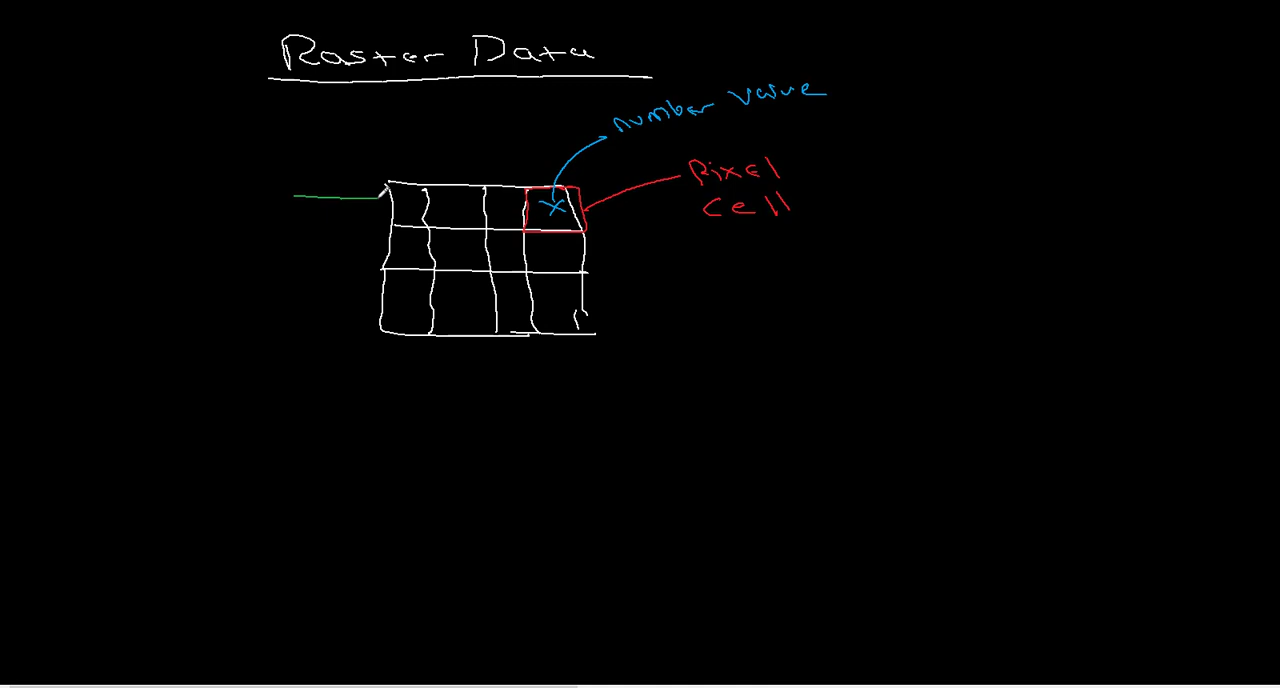 Raster Data
number value
Pixel
cell
X